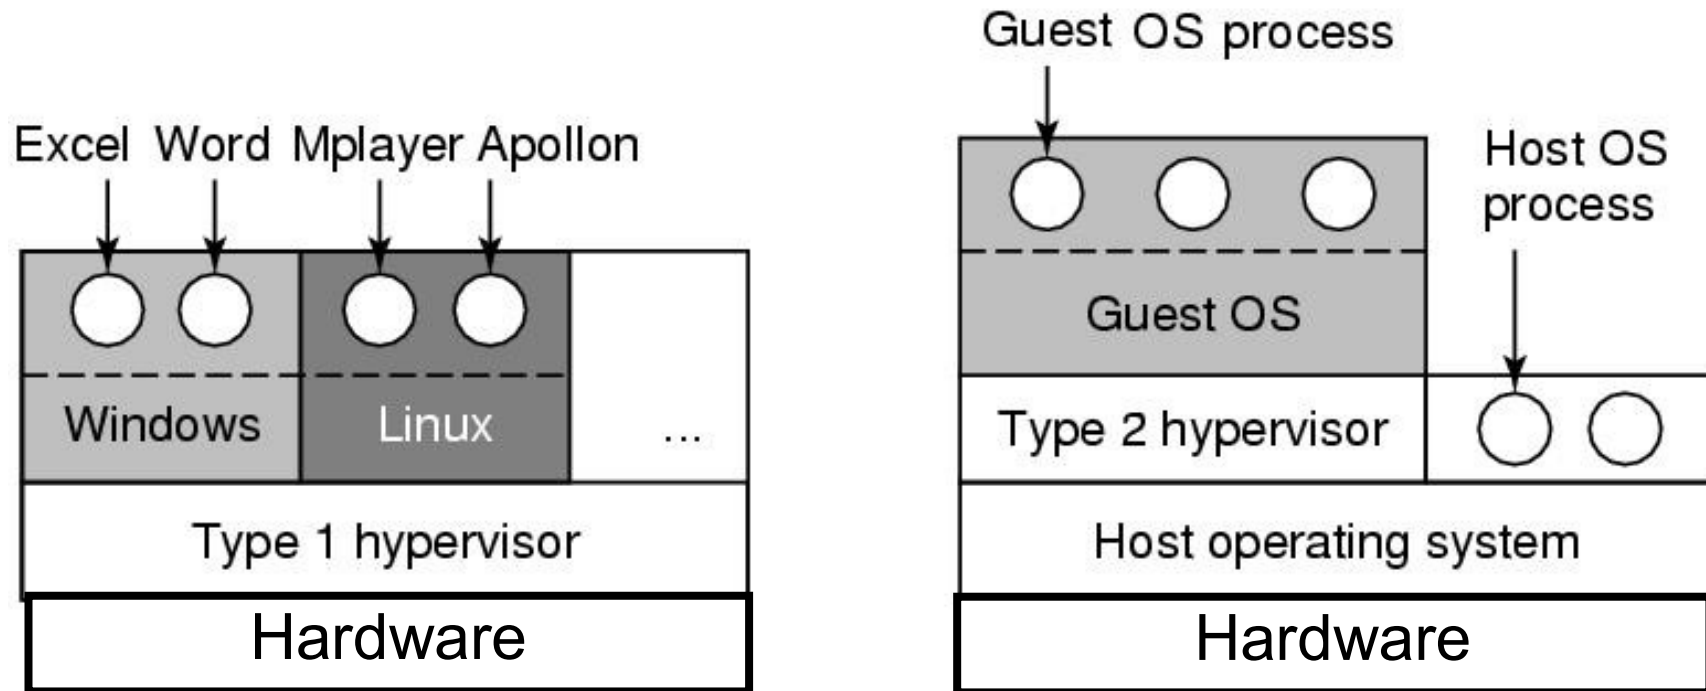 Excel Word Mplayer Apollon
Windows
Linux
...
Type 1 hypervisor
Hardware
Guest OS process
Host OS
process
Guest OS
Type 2 hypervisor
Host operating system
Hardware